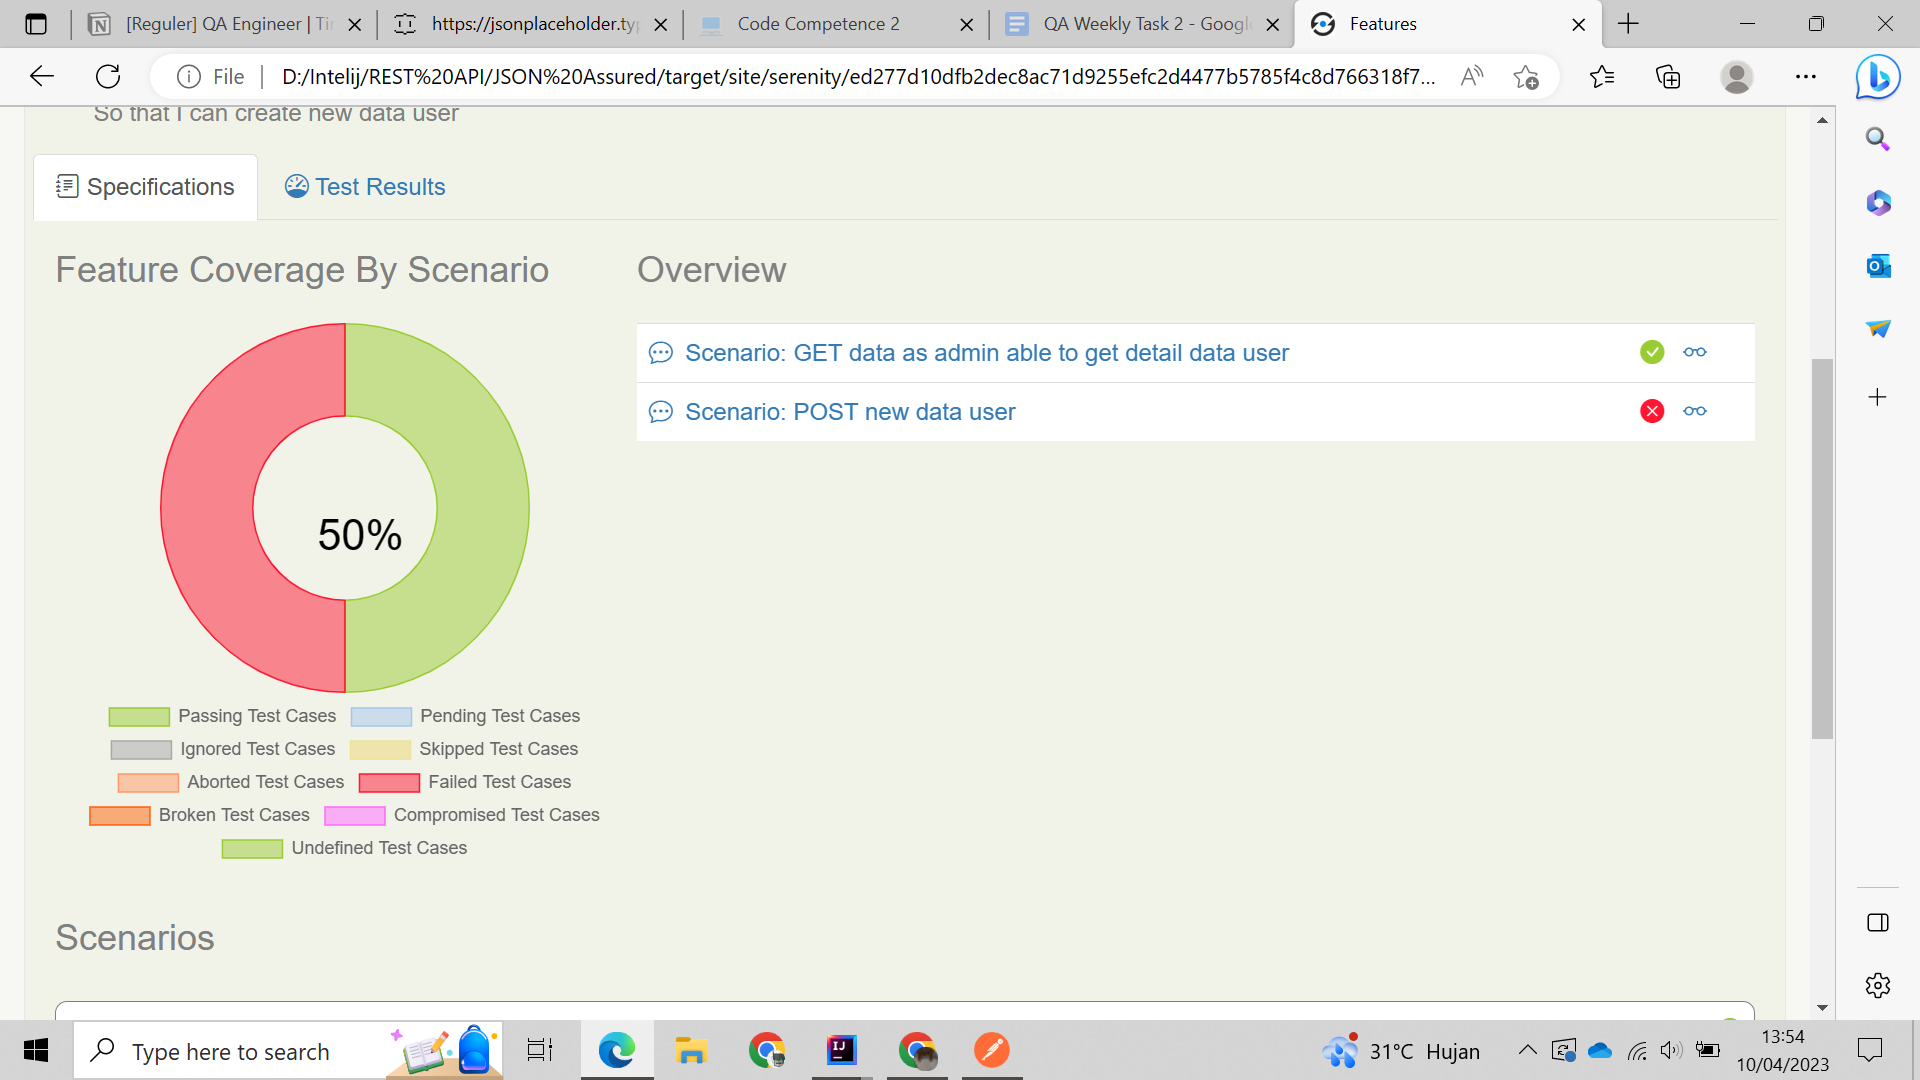 [Reguler] QA Engineer | Ti
https://jsonplaceholder.ty
Code Competence 2
QA Weekly Task 2 - Googl
Features
File
D:/Intelij/REST%20API/JSON%20Assured/target/site/serenity/ed277d10dfb2dec8ac71d9255efc2d4477b5785f4c8d766318f7...
So that I can create new data user
Specifications
Test Results
Feature Coverage By Scenario
Overview
Scenario: GET data as admin able to get detail data user
Scenario: POST new data user
50%
Passing Test Cases
Pending Test Cases
Ignored Test Cases
Skipped Test Cases
Aborted Test Cases
Failed Test Cases
Broken Test Cases
Compromised Test Cases
Undefined Test Cases
Scenarios
Type here to search
31°C Hujan
13:54
10/04/2023